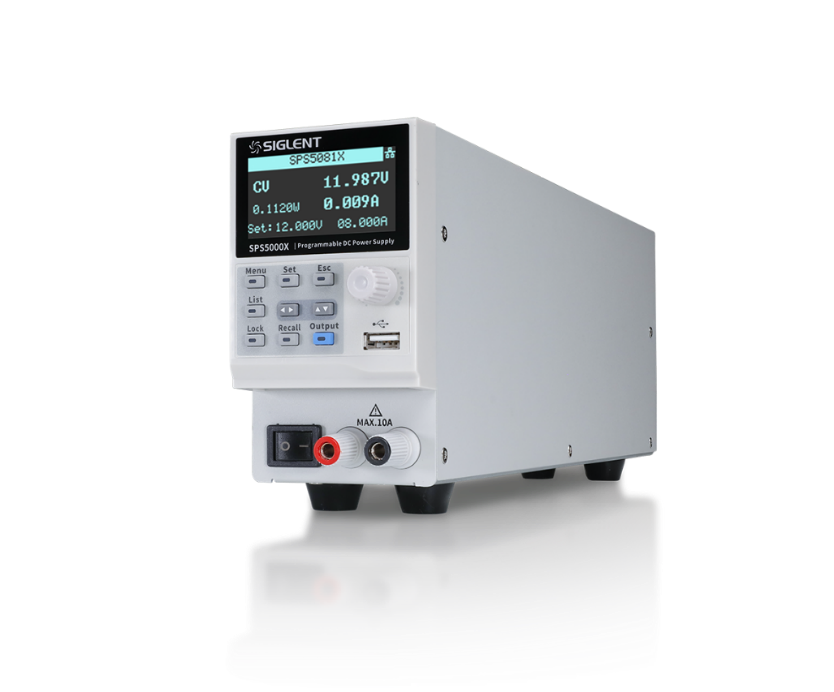 SIGLENT
SPS5081X
CV 11.987V
0.1120W 0.009A
Set: 12.000V 08.000A
SPS5000X | Programmable DC Power Supply
Menu Set Esc
List
Lock Recall Output
MAX.10A